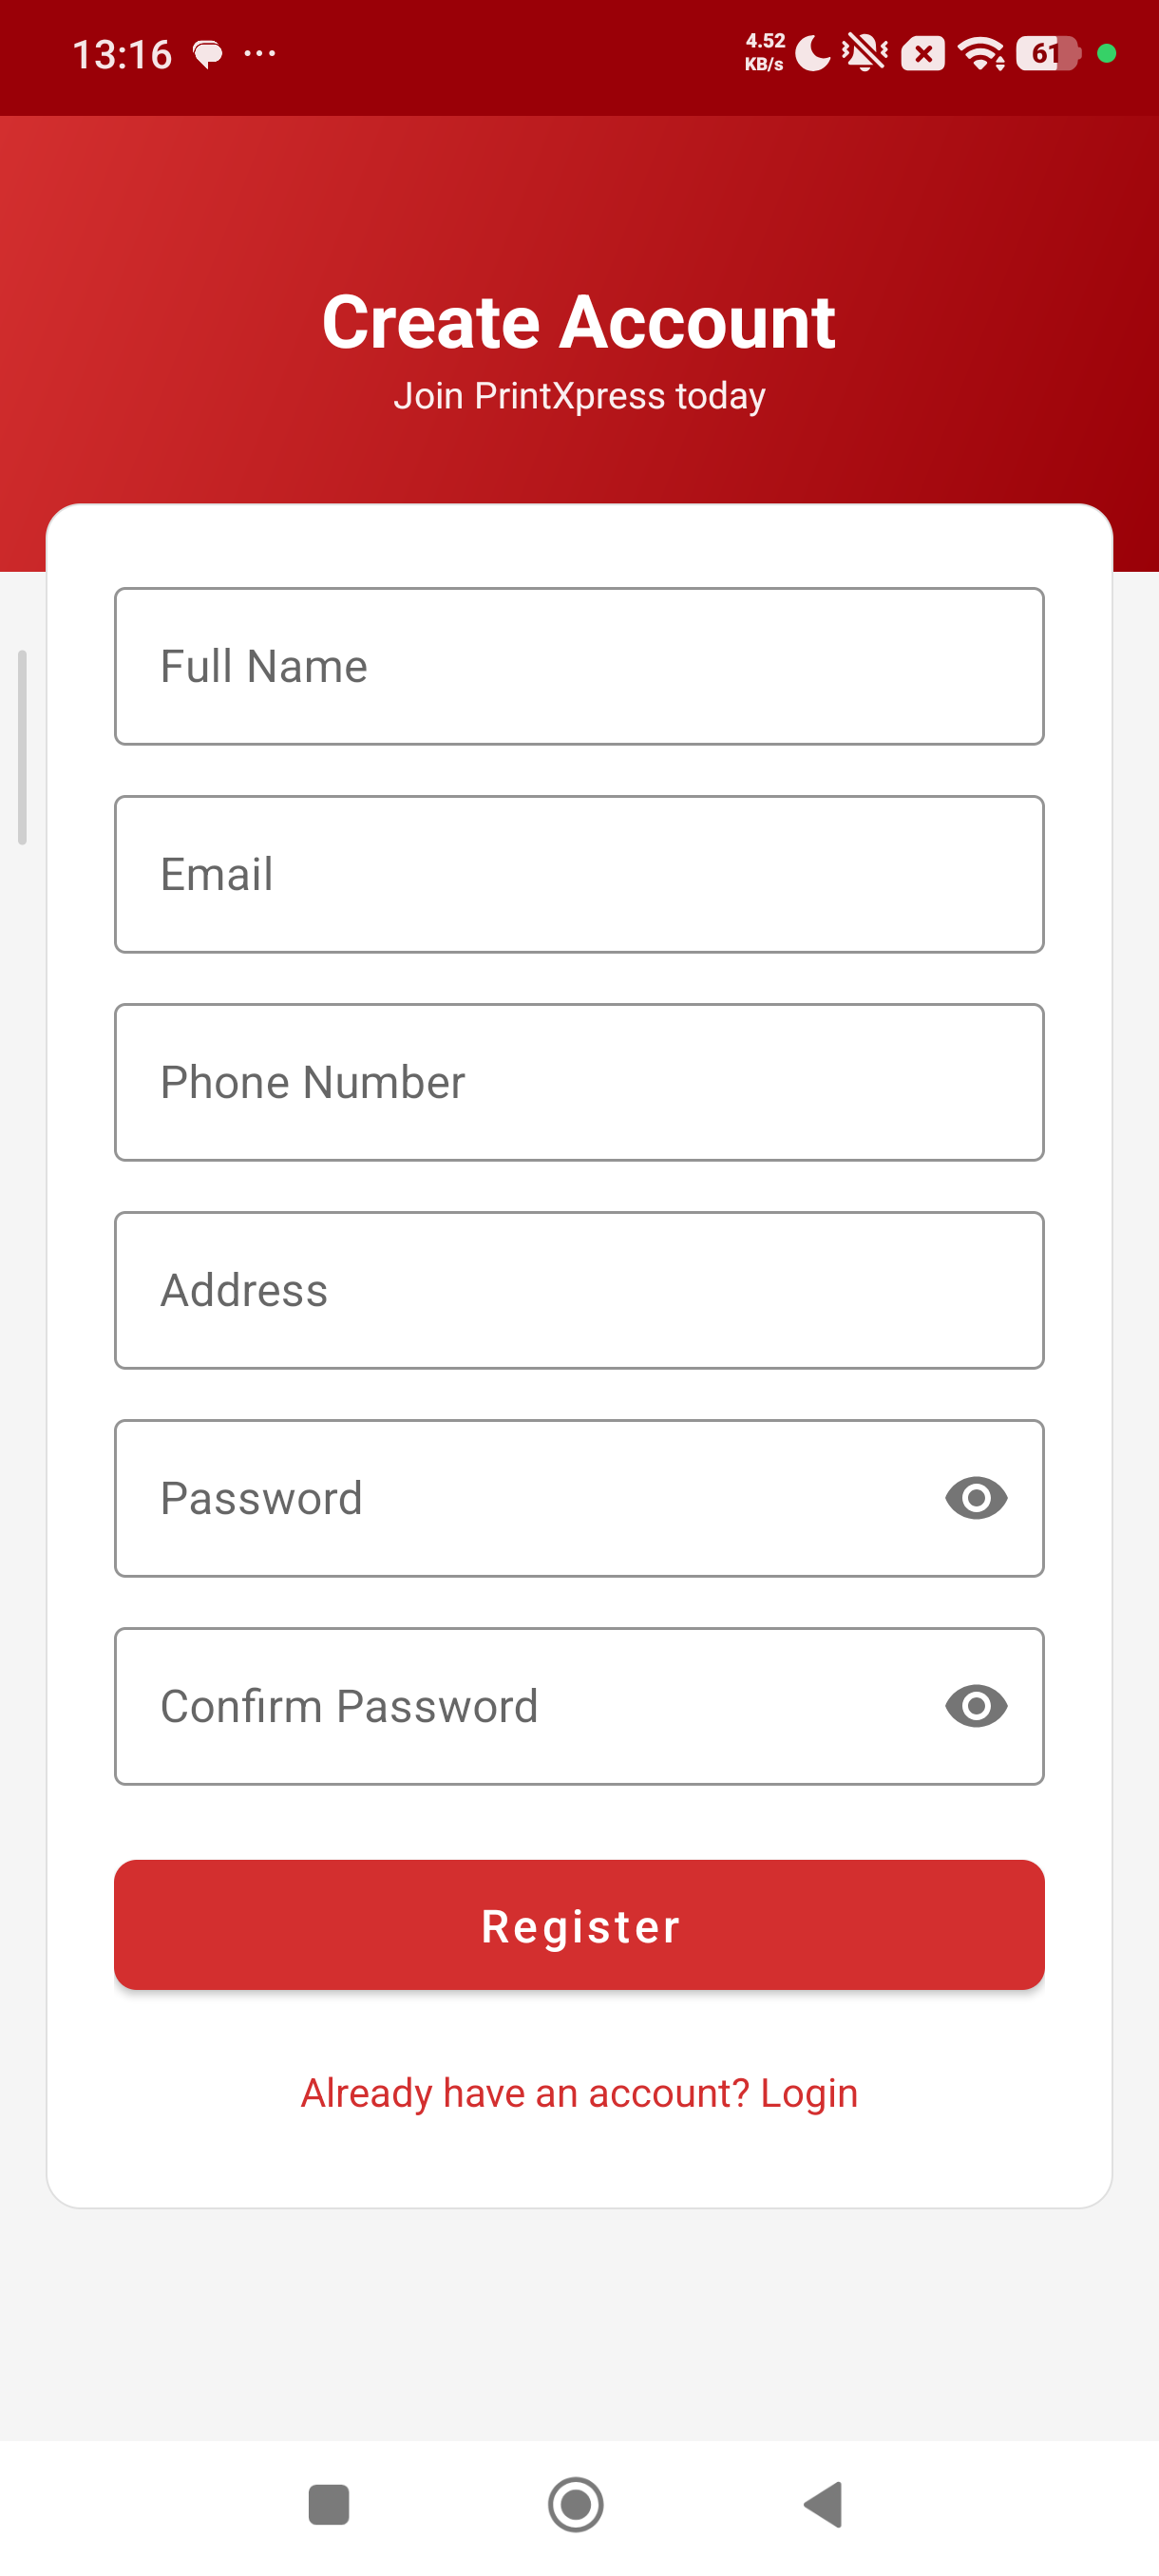 13:16
4.52
KB/s
61
Create Account
Join PrintXpress today
Full Name
Email
Phone Number
Address
Password
Confirm Password
Register
Already have an account? Login